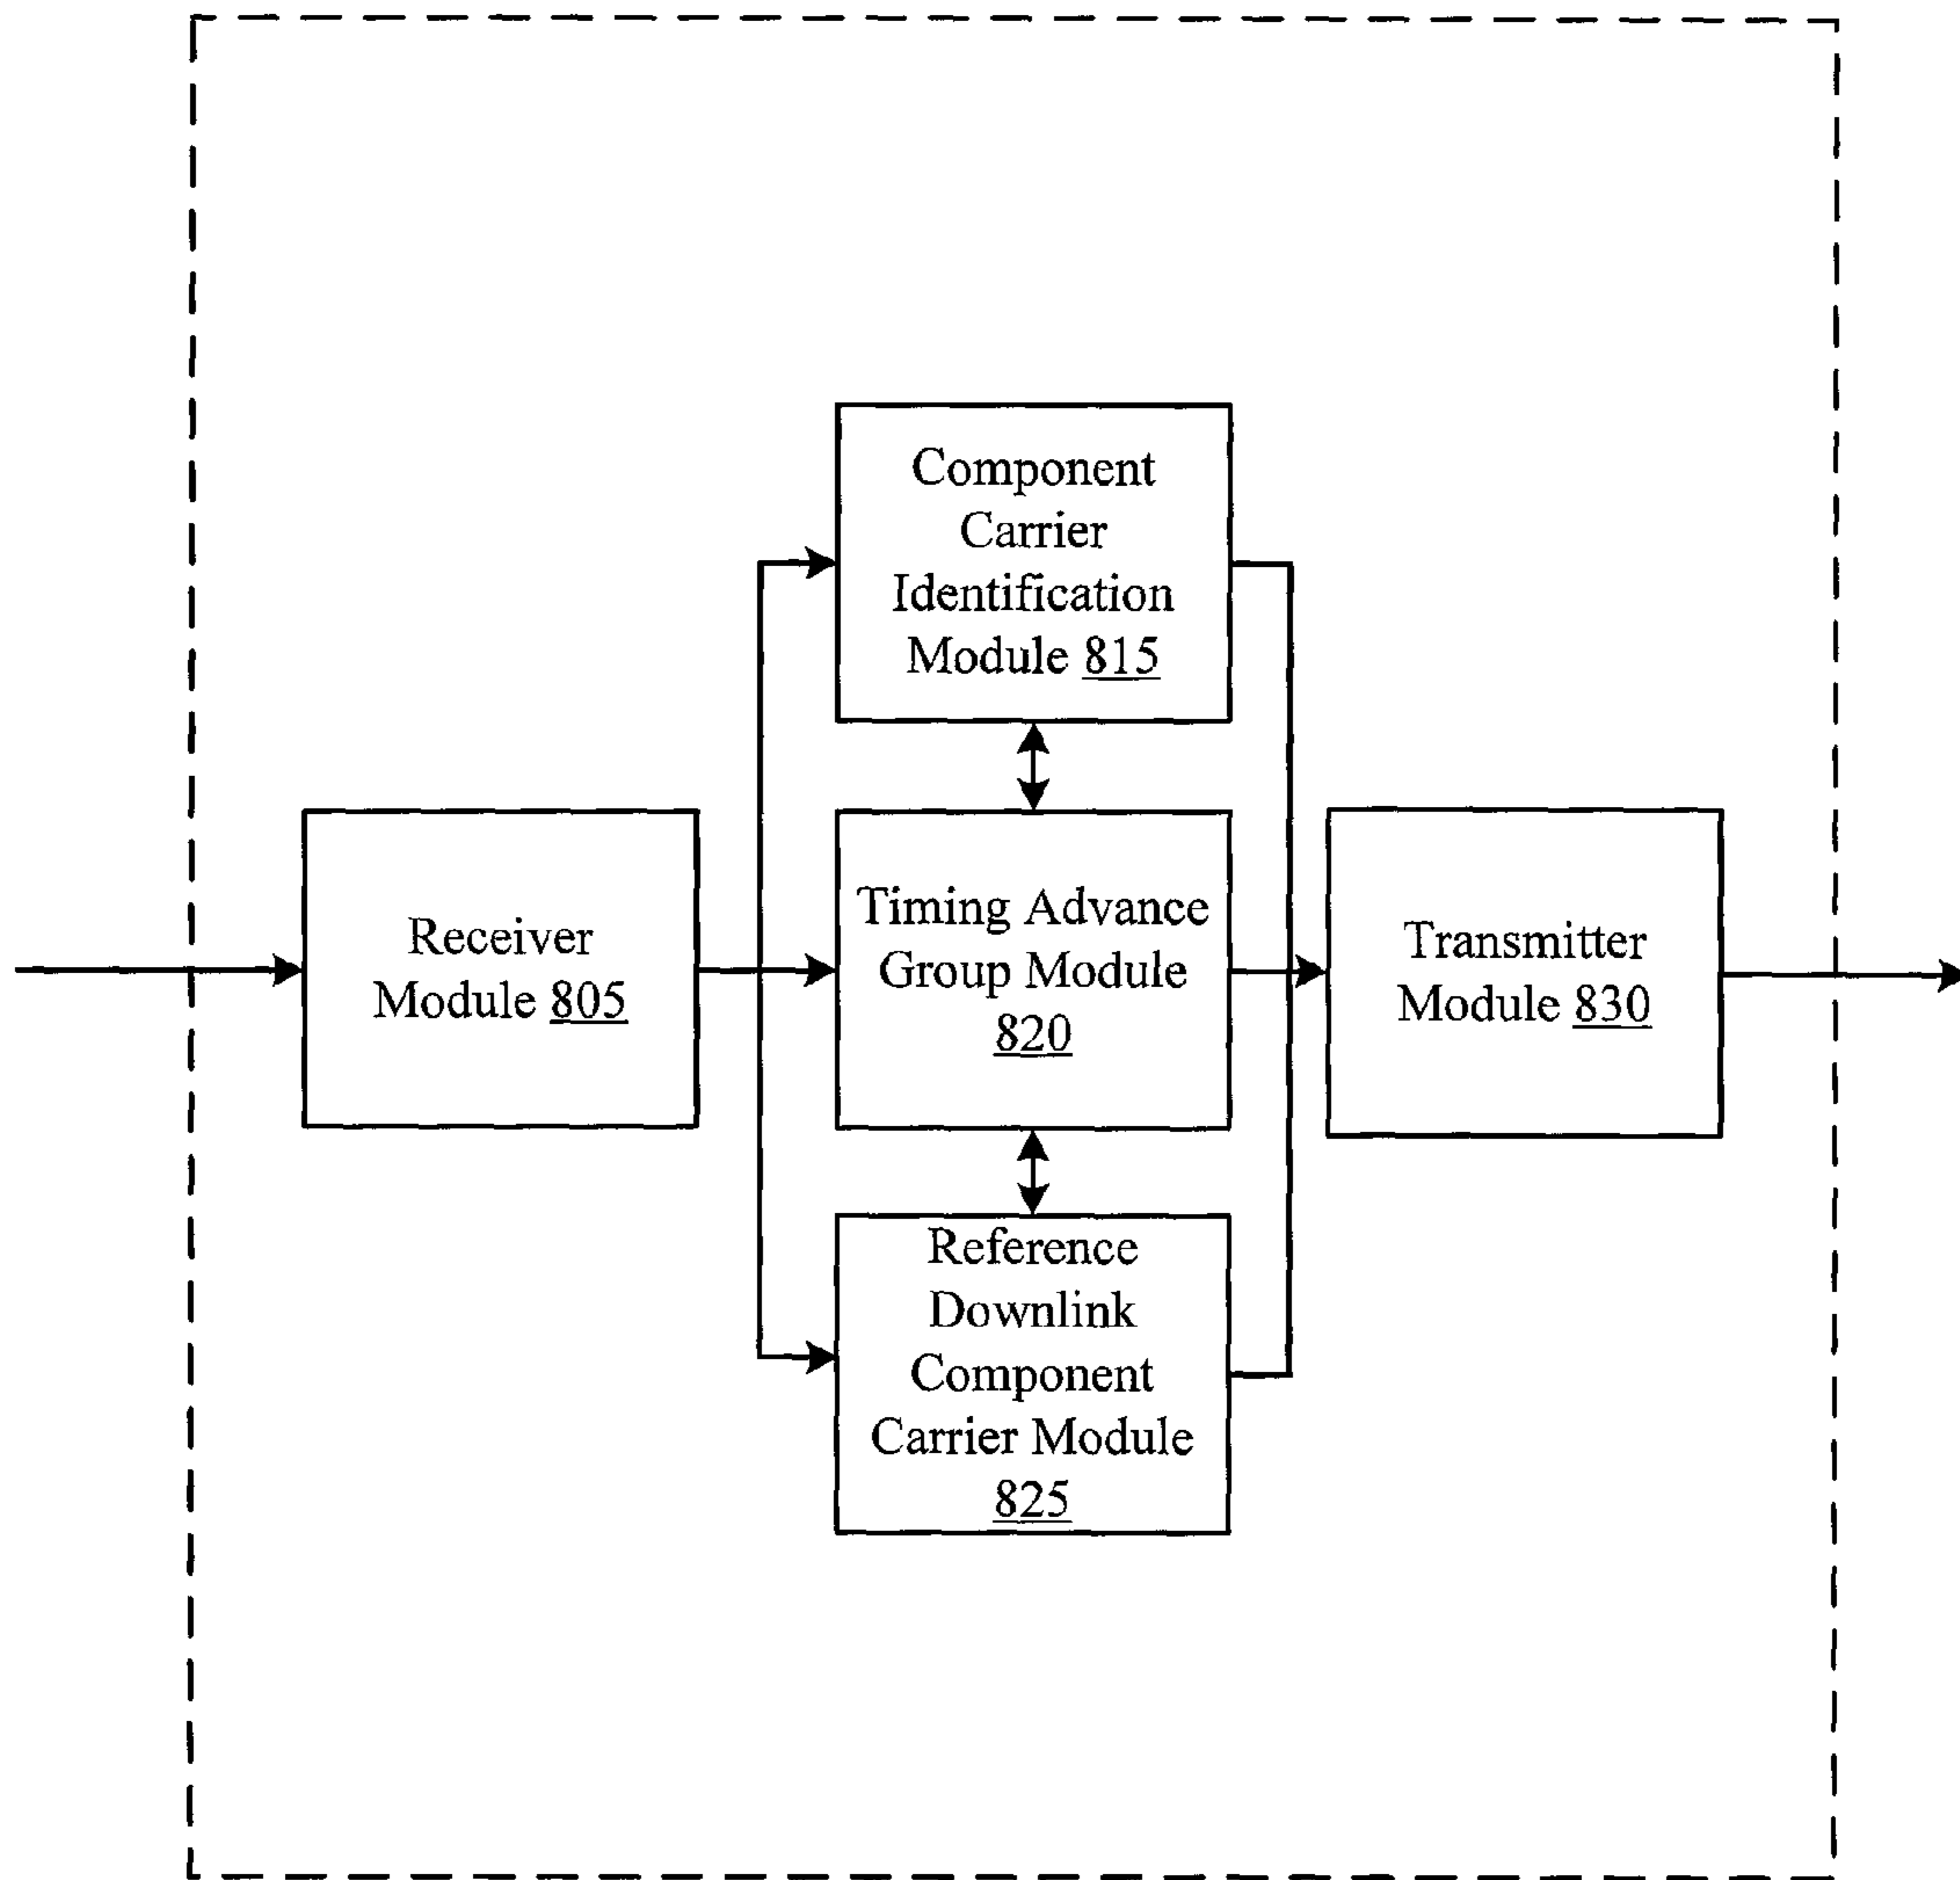 Component
Carrier
Identification
Module 815
Receiver
Module 805
Timing Advance
Group Module
820
Transmitter
Module 830
Reference
Downlink
Component
Carrier Module
825